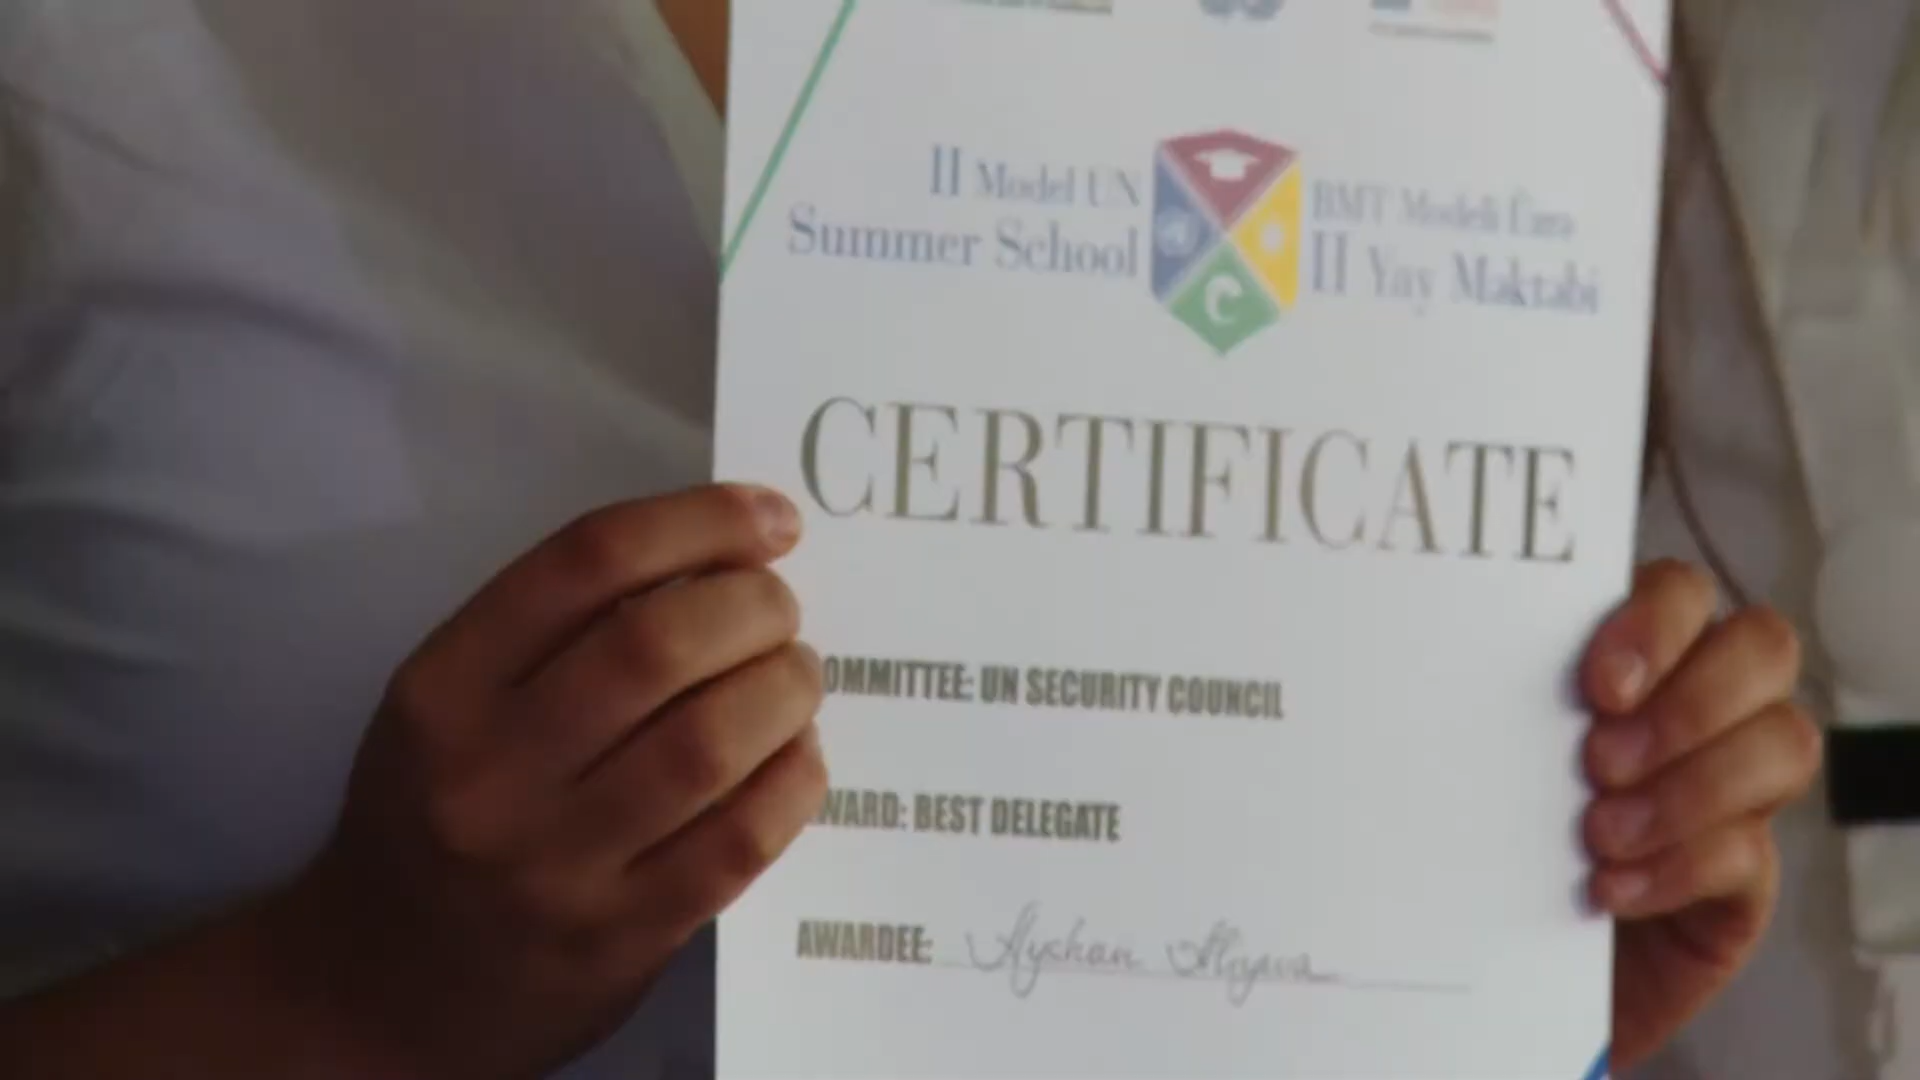 II Model UN
Summer School
BMT Modeli Üzrə
II Yay Məktəbi
CERTIFICATE
OMMITTEE: UN SECURITY COUNCIL
WARD: BEST DELEGATE
AWARDEE: Aychan